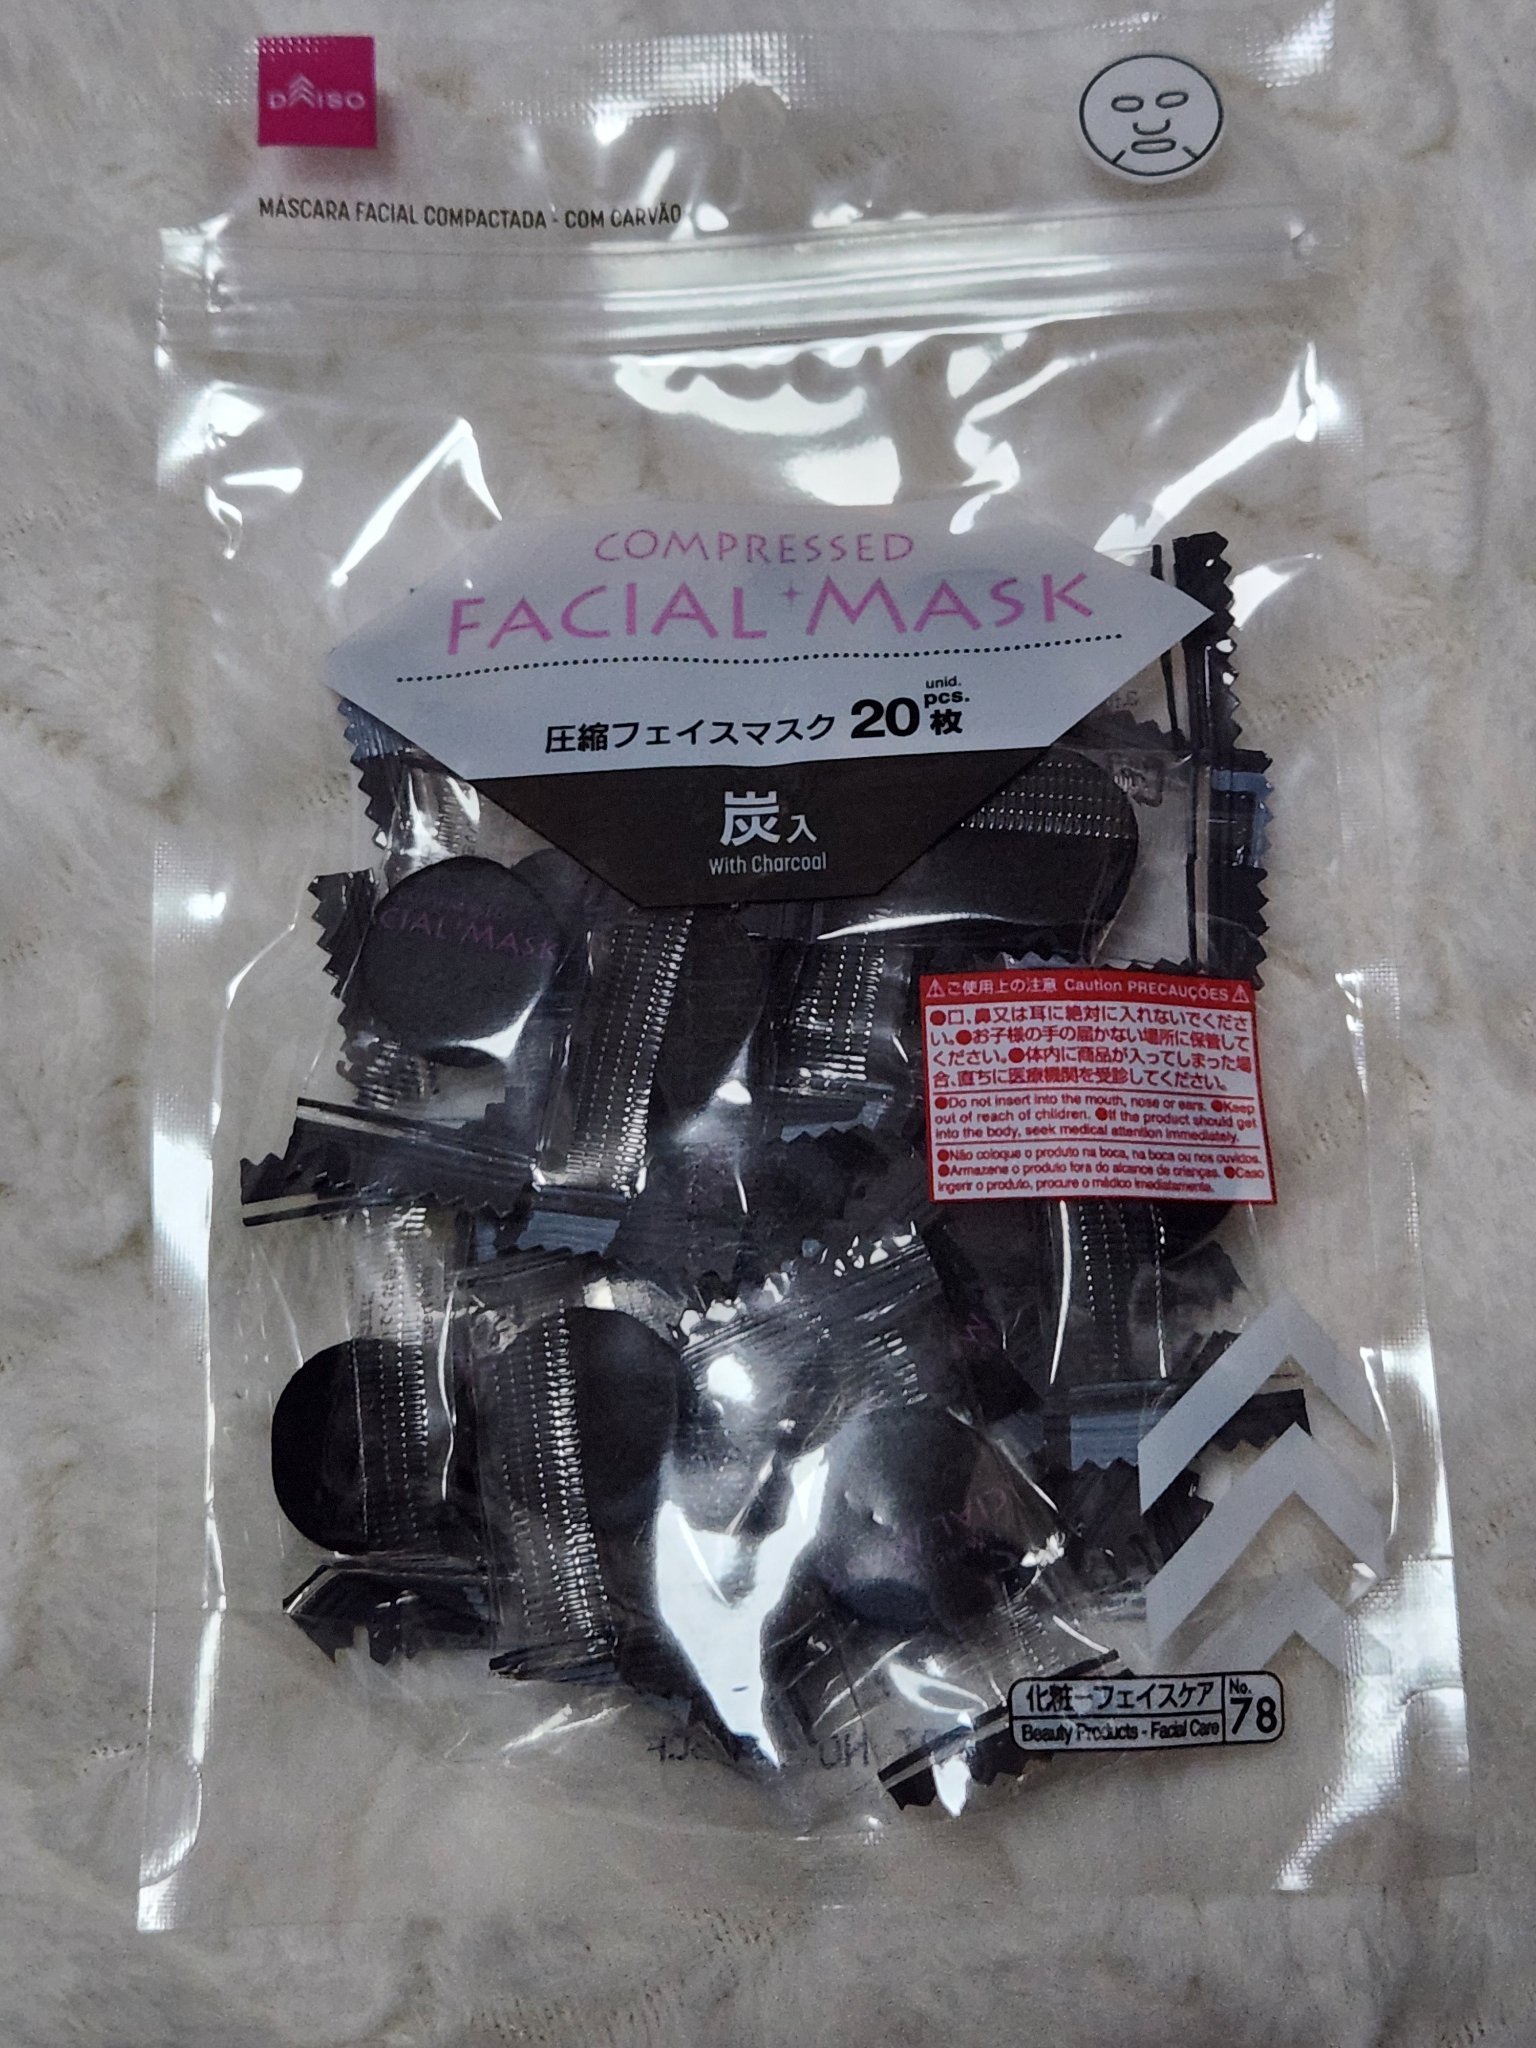 DAISO
MÁSCARA FACIAL COMPACTADA - COM CARVÃO
COMPRESSED
FACIAL MASK
unid.
圧縮フェイスマスク 20 pcs.
枚
炭入
With Charcoal
CIAL MASK
⚠ご使用上の注意 Caution PRECAUÇÕES⚠
●口、鼻又は耳に絶対に入れないでくださ
い。●お子様の手の届かない場所に保管して
ください。●体内に商品が入ってしまった場
合、直ちに医療機関を受診してください。
●Do not insert into the mouth, nose or ears. ●Keep
out of reach of children. ●If the product should get
into the body, seek medical attention immediately.
●Não coloque o produto na boca, na boca ou nos ouvidos.
●Armazene o produto fora do alcance de crianças. ●Caso
ingerir o produto, procure o médico imediatamente.
化粧ーフェイスケア No.
Beauty Products - Facial Care 78